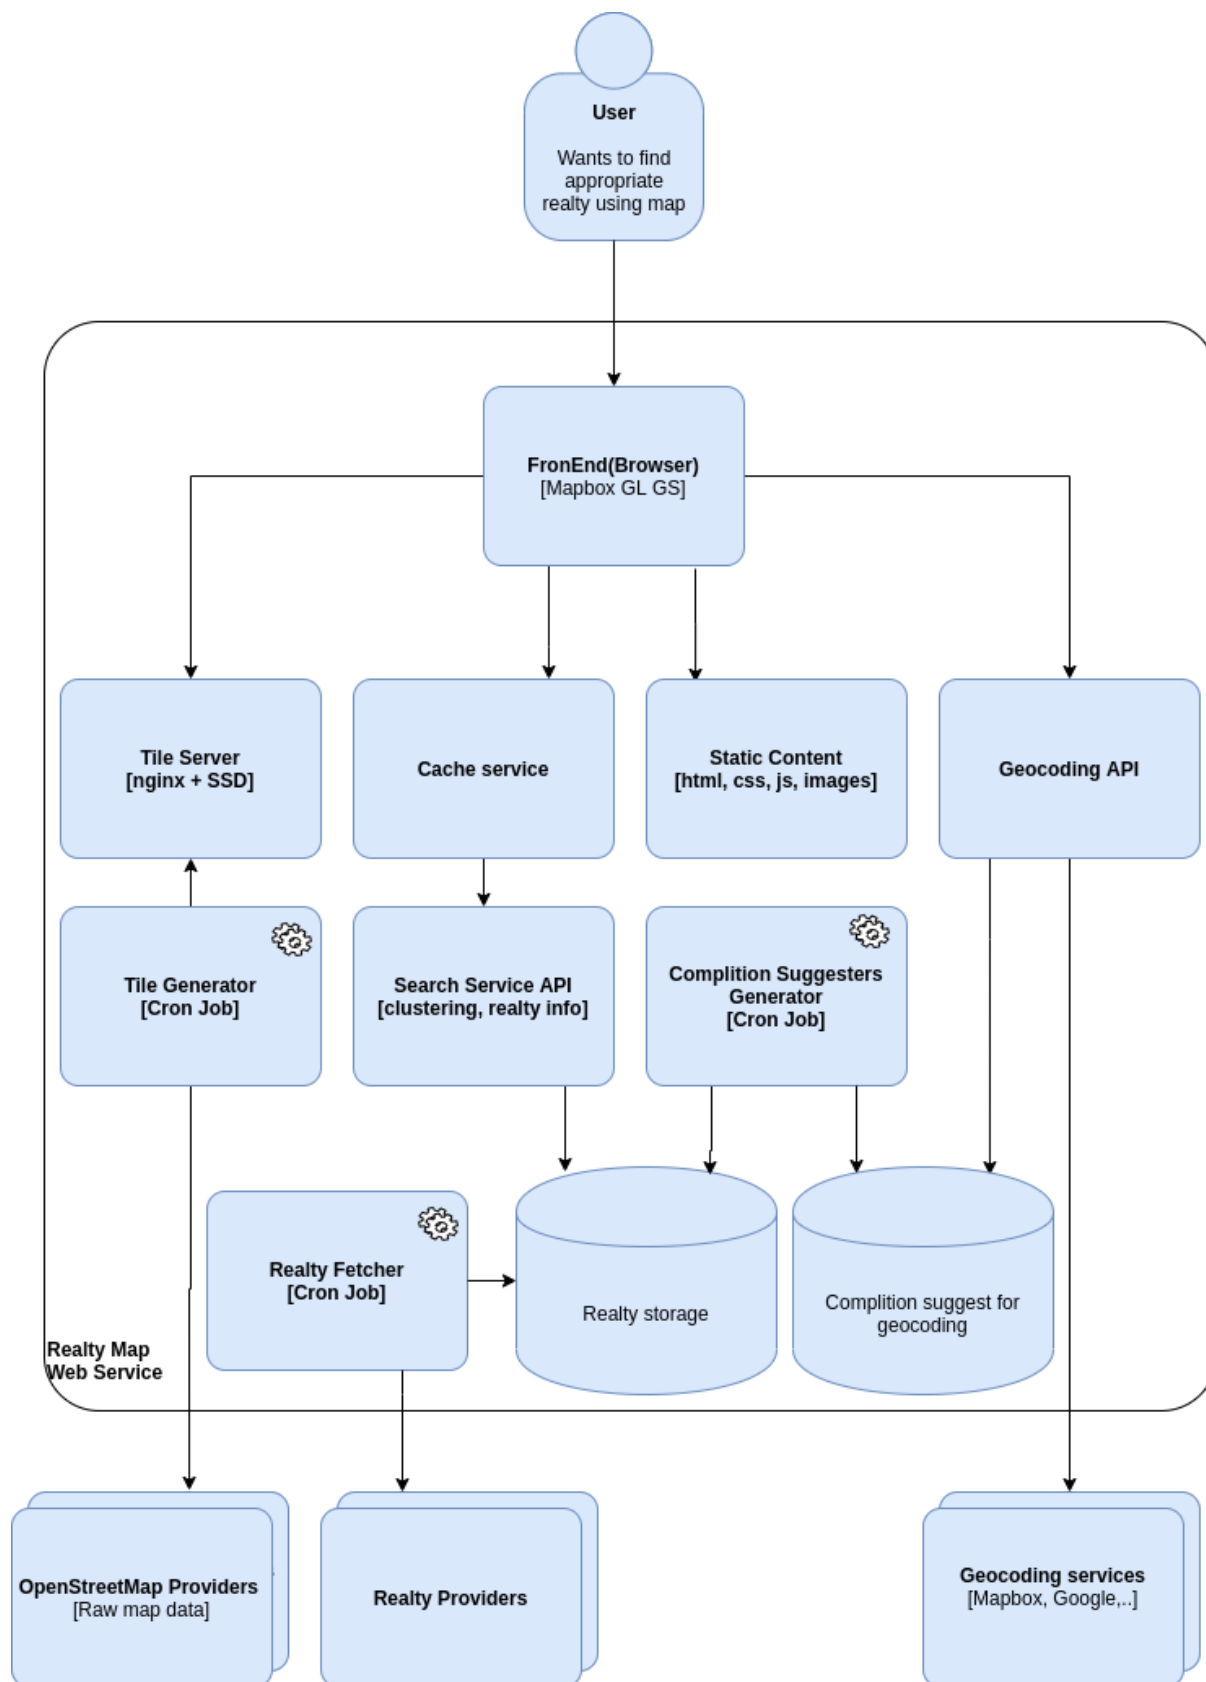 User
Wants to find
appropriate
realty using map
FronEnd(Browser)
[Mapbox GL GS]
Tile Server
[nginx + SSD]
Cache service
Static Content
[html, css, js, images]
Geocoding API
Tile Generator
[Cron Job]
Search Service API
[clustering, realty info]
Complition Suggesters
Generator
[Cron Job]
Realty Fetcher
[Cron Job]
Realty storage
Complition suggest for
geocoding
Realty Map
Web Service
OpenStreetMap Providers
[Raw map data]
Realty Providers
Geocoding services
[Mapbox, Google,..]